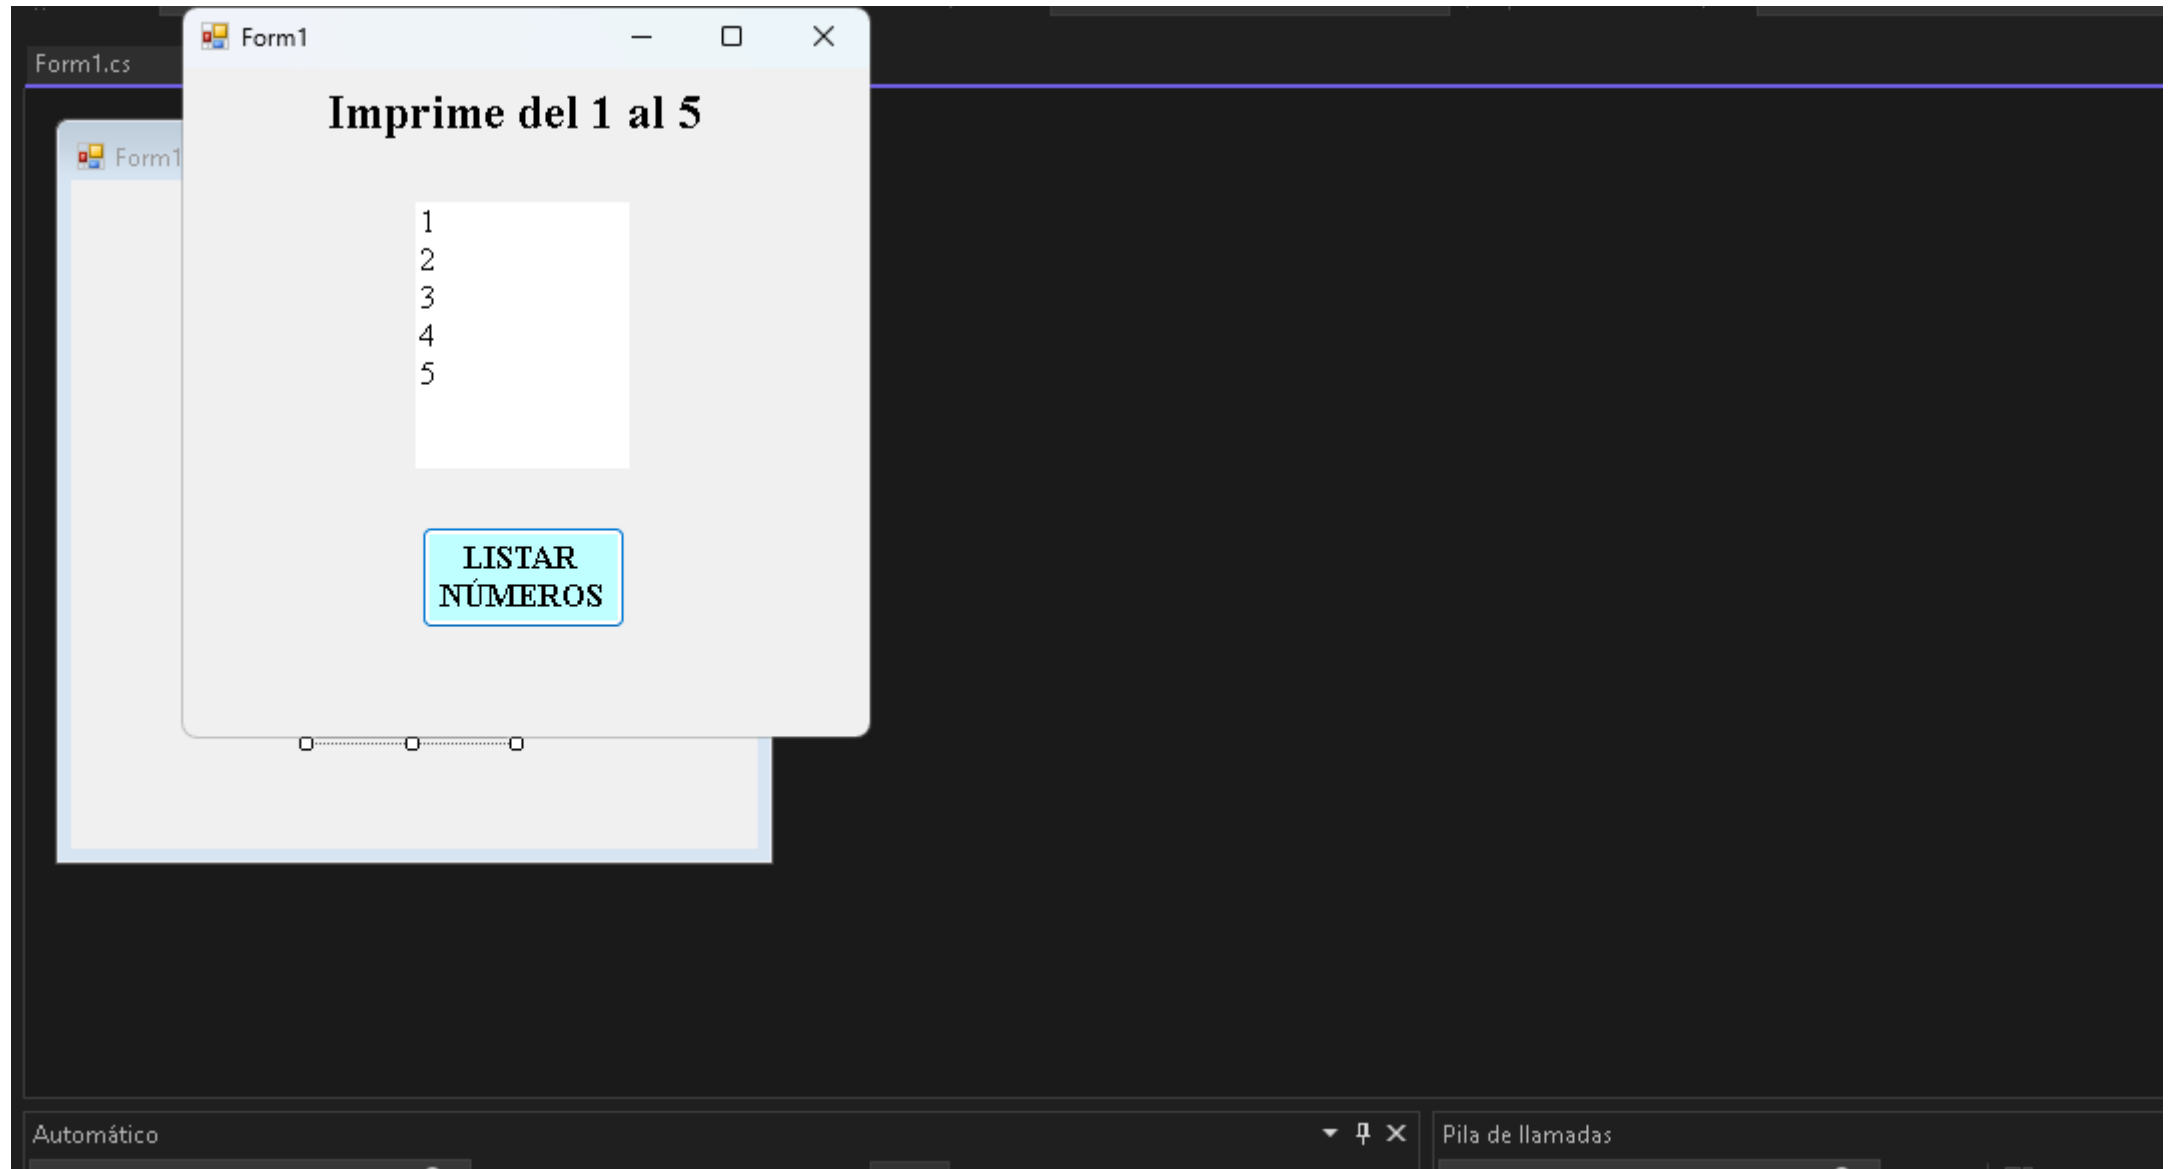 Form1
Form1.cs
Imprime del 1 al 5
Form1
1
2
3
4
5
LISTAR
NÚMEROS
Automático
Pila de llamadas